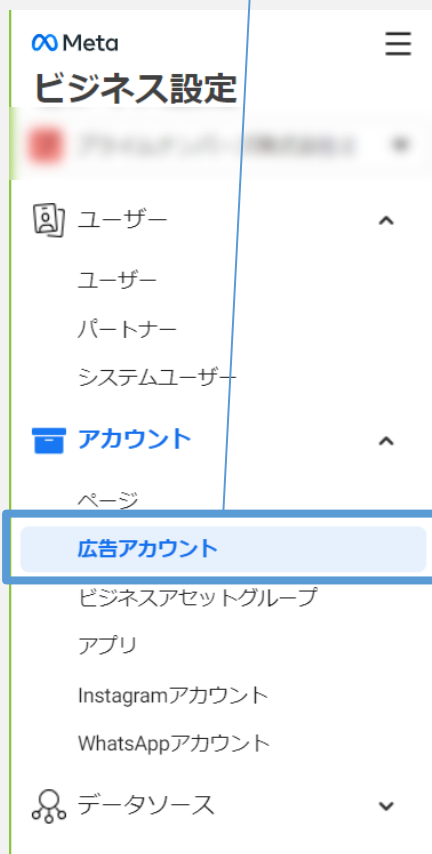 Meta
ビジネス設定
ユーザー
ユーザー
パートナー
システムユーザー
アカウント
ページ
広告アカウント
ビジネスアセットグループ
アプリ
Instagramアカウント
WhatsAppアカウント
データソース